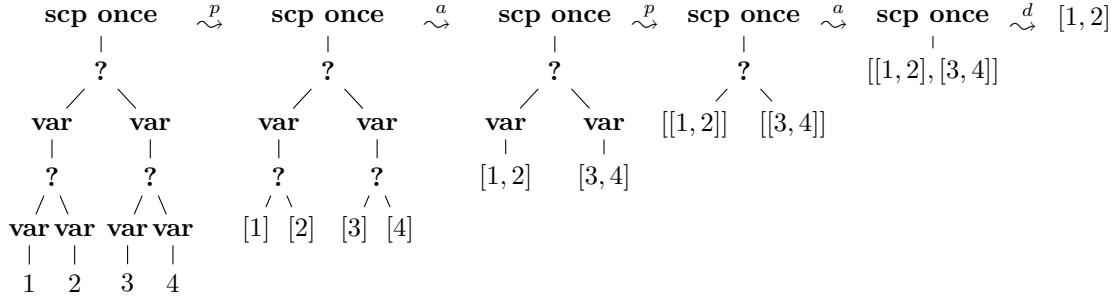 scp once p⤳ scp once a⤳ scp once p⤳ scp once a⤳ scp once d⤳ [1, 2]
? ? ? ? [[1, 2], [3, 4]]
var var var var var var [[1, 2]] [[3, 4]]
? ? ? ? [1, 2] [3, 4]
var var var var [1] [2] [3] [4]
1 2 3 4